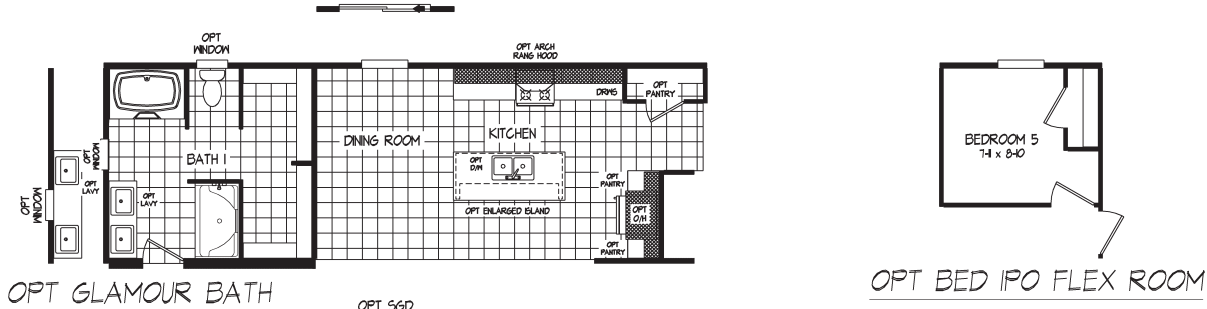 OPT
WINDOW
OPT ARCH
RANG HOOD
DRWS
OPT
PANTRY
DINING ROOM
KITCHEN
BATH 1
OPT
WINDOW
OPT
LAVY
OPT
LAVY
OPT
WINDOW
OPT
D/W
OPT
PANTRY
OPT
O/H
OPT ENLARGED ISLAND
OPT
PANTRY
BEDROOM 5
7-11 x 8-10
OPT GLAMOUR BATH
OPT SGD
OPT BED IPO FLEX ROOM